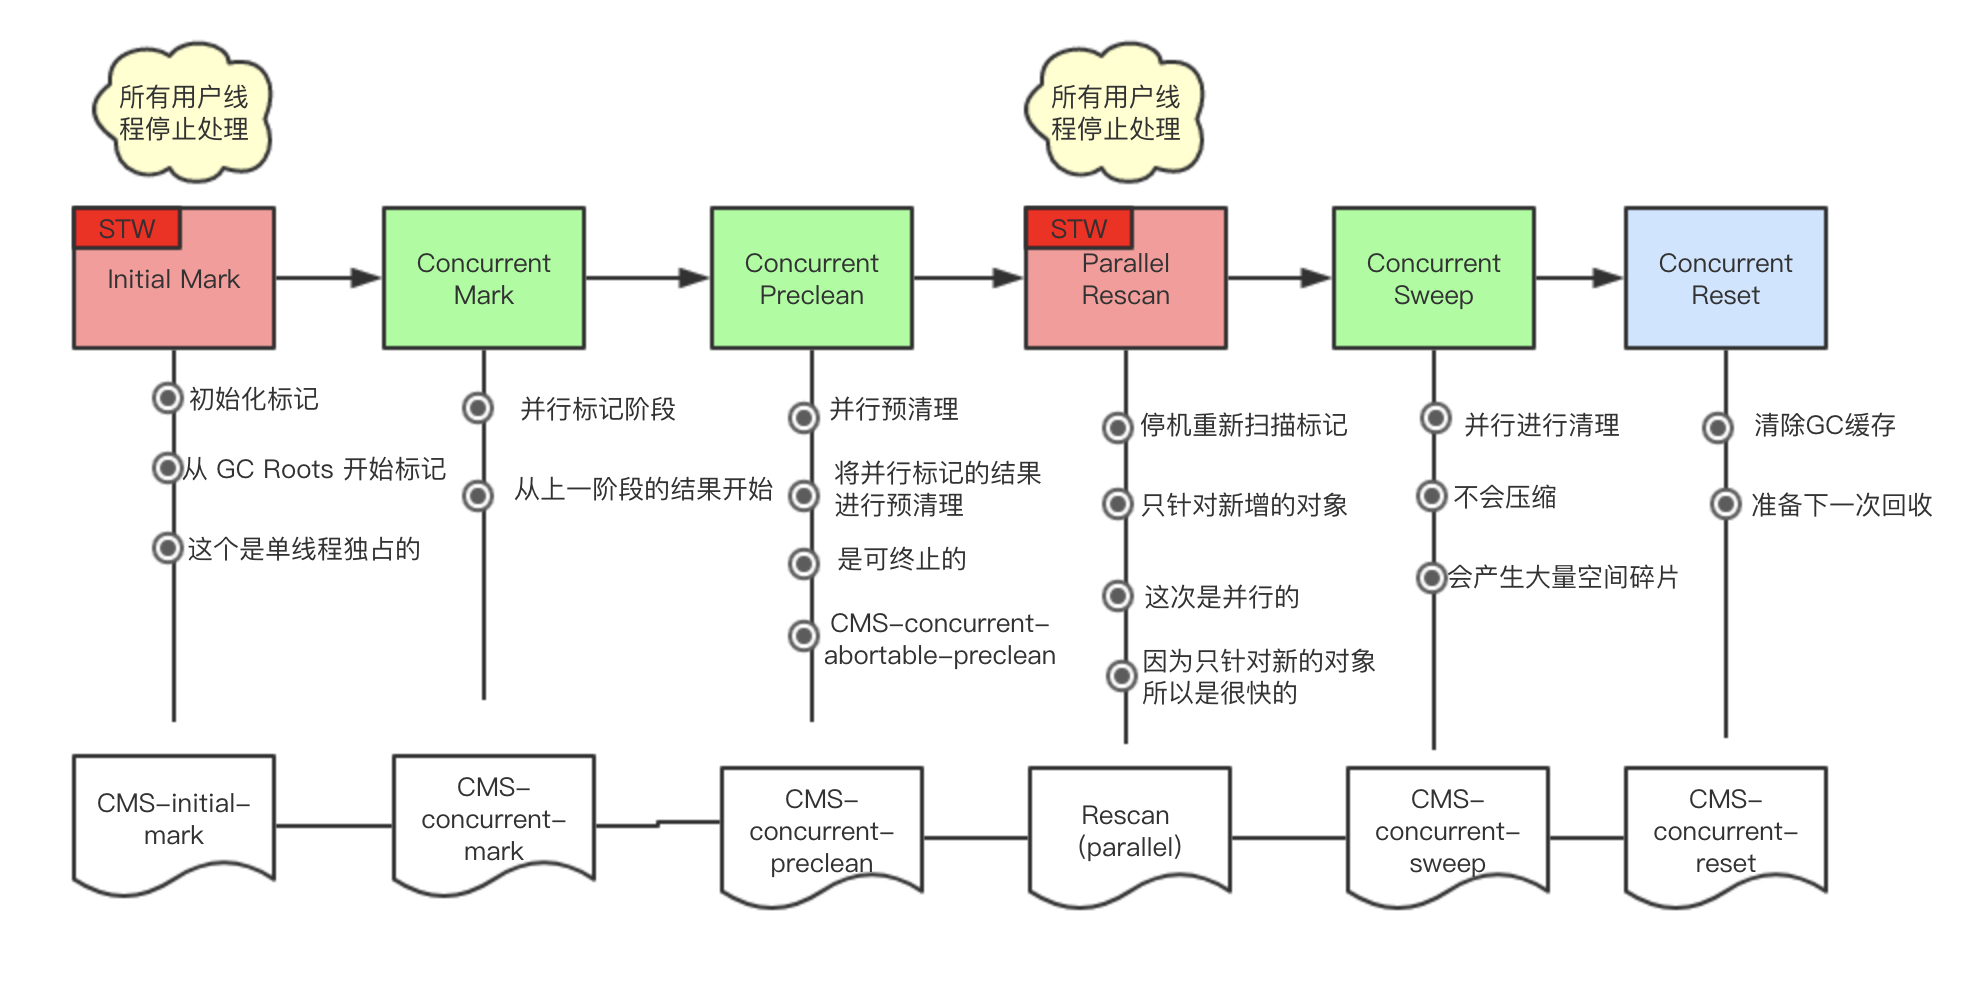 所有用户线
程停止处理
所有用户线
程停止处理
STW
Initial Mark
Concurrent
Mark
Concurrent
Preclean
STW
Parallel
Rescan
Concurrent
Sweep
Concurrent
Reset
初始化标记
从 GC Roots 开始标记
这个是单线程独占的
并行标记阶段
从上一阶段的结果开始
并行预清理
将并行标记的结果
进行预清理
是可终止的
CMS-concurrent-
abortable-preclean
停机重新扫描标记
只针对新增的对象
这次是并行的
因为只针对新的对象
所以是很快的
并行进行清理
不会压缩
会产生大量空间碎片
清除GC缓存
准备下一次回收
CMS-initial-
mark
CMS-
concurrent-
mark
CMS-
concurrent-
preclean
Rescan
(parallel)
CMS-
concurrent-
sweep
CMS-
concurrent-
reset